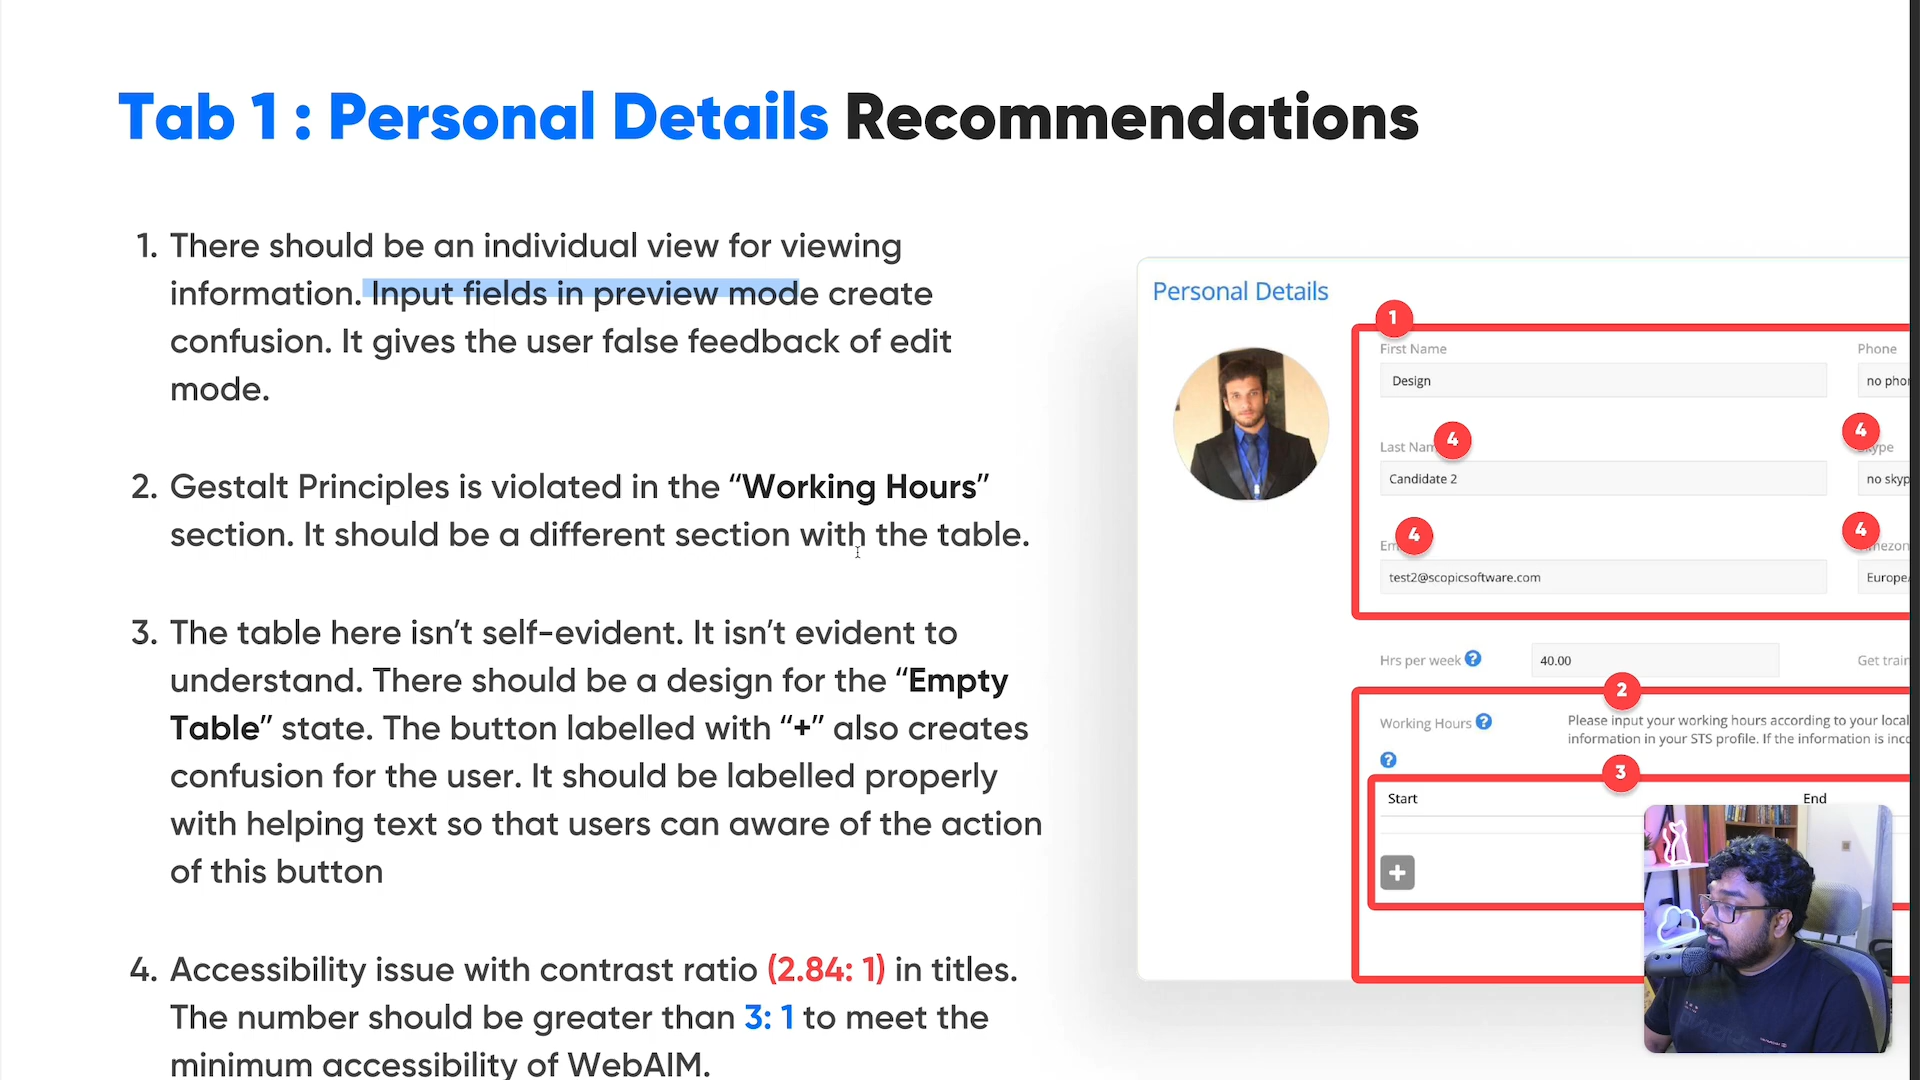 Tab 1 : Personal Details Recommendations
1. There should be an individual view for viewing
information. Input fields in preview mode create
confusion. It gives the user false feedback of edit
mode.
2. Gestalt Principles is violated in the “Working Hours”
section. It should be a different section with the table.
3. The table here isn’t self-evident. It isn’t evident to
understand. There should be a design for the “Empty
Table” state. The button labelled with “+” also creates
confusion for the user. It should be labelled properly
with helping text so that users can aware of the action
of this button
4. Accessibility issue with contrast ratio (2.84: 1) in titles.
The number should be greater than 3: 1 to meet the
minimum accessibility of WebAIM.
Personal Details
1
First Name
Phone
Design
no phon
4
4
Last Nam
kype
Candidate 2
no skyp
4
4
Em
mezon
test2@scopicsoftware.com
Europe/
Hrs per week ?
40.00
Get train
2
Working Hours ?
Please input your working hours according to your local
information in your STS profile. If the information is inco
?
3
Start
End
+